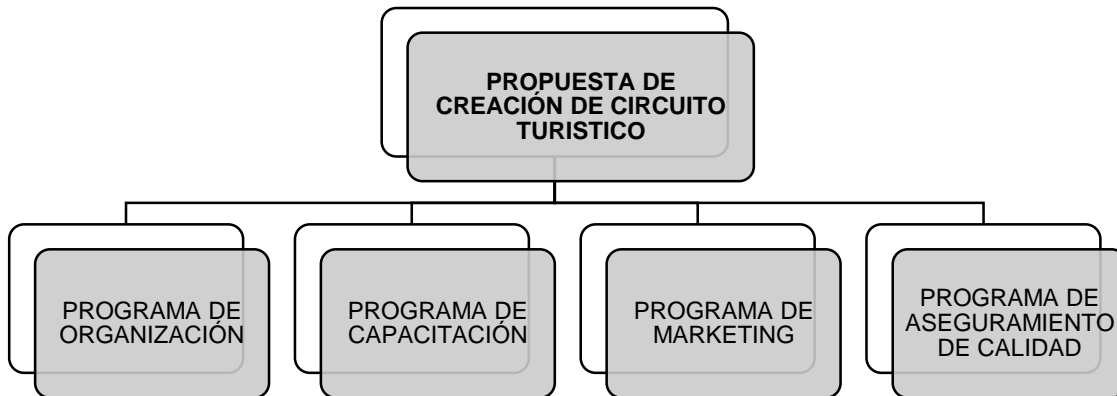 PROPUESTA DE
CREACIÓN DE CIRCUITO
TURISTICO
PROGRAMA DE
ORGANIZACIÓN
PROGRAMA DE
CAPACITACIÓN
PROGRAMA DE
MARKETING
PROGRAMA DE
ASEGURAMIENTO
DE CALIDAD